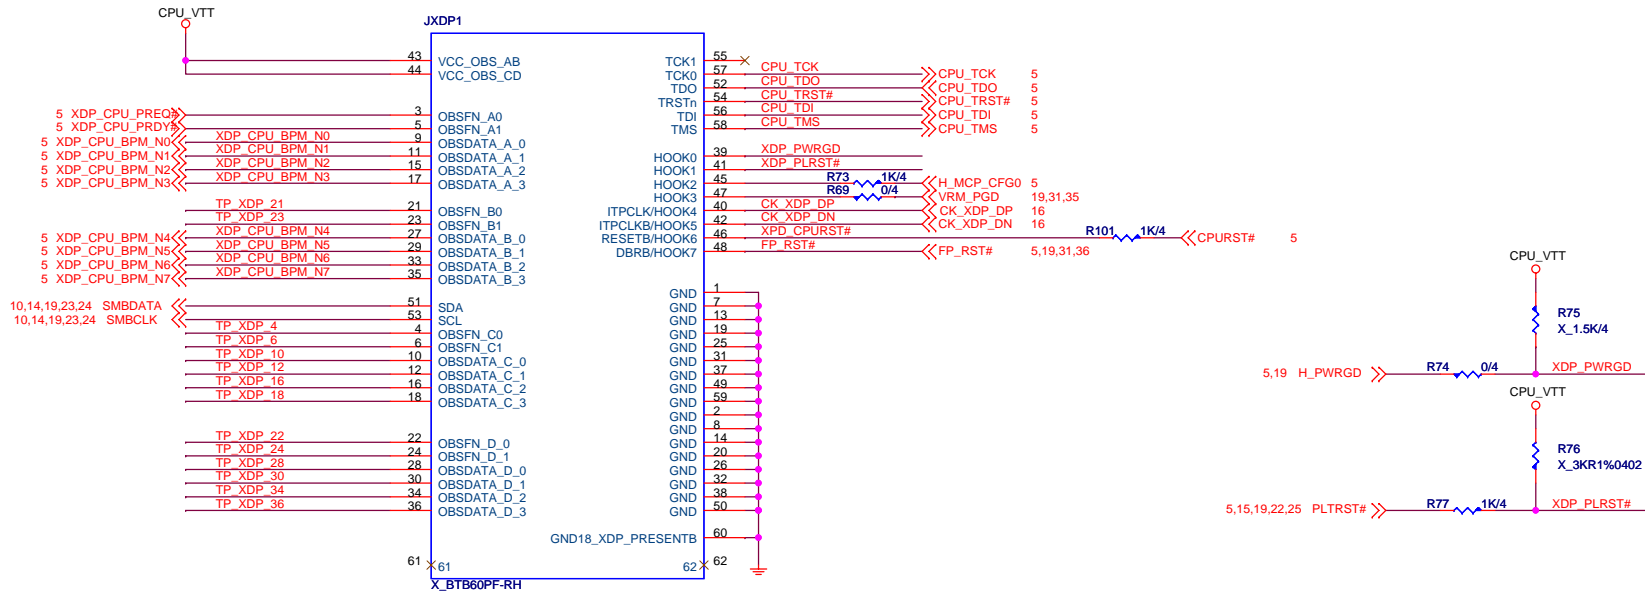 CPU_VTT
JXDP1
43 VCC_OBS_AB
44 VCC_OBS_CD
5 XDP_CPU_PREQ# 3 OBSFN_A0
5 XDP_CPU_PRDY# 5 OBSFN_A1
5 XDP_CPU_BPM_N0 XDP_CPU_BPM_N0 9 OBSDATA_A_0
5 XDP_CPU_BPM_N1 XDP_CPU_BPM_N1 11 OBSDATA_A_1
5 XDP_CPU_BPM_N2 XDP_CPU_BPM_N2 15 OBSDATA_A_2
5 XDP_CPU_BPM_N3 XDP_CPU_BPM_N3 17 OBSDATA_A_3
TP_XDP_21 21 OBSFN_B0
TP_XDP_23 23 OBSFN_B1
5 XDP_CPU_BPM_N4 XDP_CPU_BPM_N4 27 OBSDATA_B_0
5 XDP_CPU_BPM_N5 XDP_CPU_BPM_N5 29 OBSDATA_B_1
5 XDP_CPU_BPM_N6 XDP_CPU_BPM_N6 33 OBSDATA_B_2
5 XDP_CPU_BPM_N7 XDP_CPU_BPM_N7 35 OBSDATA_B_3
10,14,19,23,24 SMBDATA 51 SDA
10,14,19,23,24 SMBCLK 53 SCL
TP_XDP_4 4 OBSFN_C0
TP_XDP_6 6 OBSFN_C1
TP_XDP_10 10 OBSDATA_C_0
TP_XDP_12 12 OBSDATA_C_1
TP_XDP_16 16 OBSDATA_C_2
TP_XDP_18 18 OBSDATA_C_3
TP_XDP_22 22 OBSFN_D_0
TP_XDP_24 24 OBSFN_D_1
TP_XDP_28 28 OBSDATA_D_0
TP_XDP_30 30 OBSDATA_D_1
TP_XDP_34 34 OBSDATA_D_2
TP_XDP_36 36 OBSDATA_D_3
61 61
X_BTB60PF-RH
TCK1 55
TCK0 57 CPU_TCK CPU_TCK 5
TDO 52 CPU_TDO CPU_TDO 5
TRSTn 54 CPU_TRST# CPU_TRST# 5
TDI 56 CPU_TDI CPU_TDI 5
TMS 58 CPU_TMS CPU_TMS 5
HOOK0 39 XDP_PWRGD
HOOK1 41 XDP_PLRST#
HOOK2 45 R73 1K/4 H_MCP_CFG0 5
HOOK3 47 R69 0/4 VRM_PGD 19,31,35
ITPCLK/HOOK4 40 CK_XDP_DP CK_XDP_DP 16
ITPCLKB/HOOK5 42 CK_XDP_DN CK_XDP_DN 16
RESETB/HOOK6 46 XPD_CPURST# R101 1K/4 CPURST# 5
DBRB/HOOK7 48 FP_RST# FP_RST# 5,19,31,36
GND 1
GND 7
GND 13
GND 19
GND 25
GND 31
GND 37
GND 49
GND 59
GND 2
GND 8
GND 14
GND 20
GND 26
GND 32
GND 38
GND 50
GND18_XDP_PRESENTB 60
62 62
CPU_VTT
R75
X_1.5K/4
5,19 H_PWRGD R74 0/4 XDP_PWRGD
CPU_VTT
R76
X_3KR1%0402
5,15,19,22,25 PLTRST# R77 1K/4 XDP_PLRST#